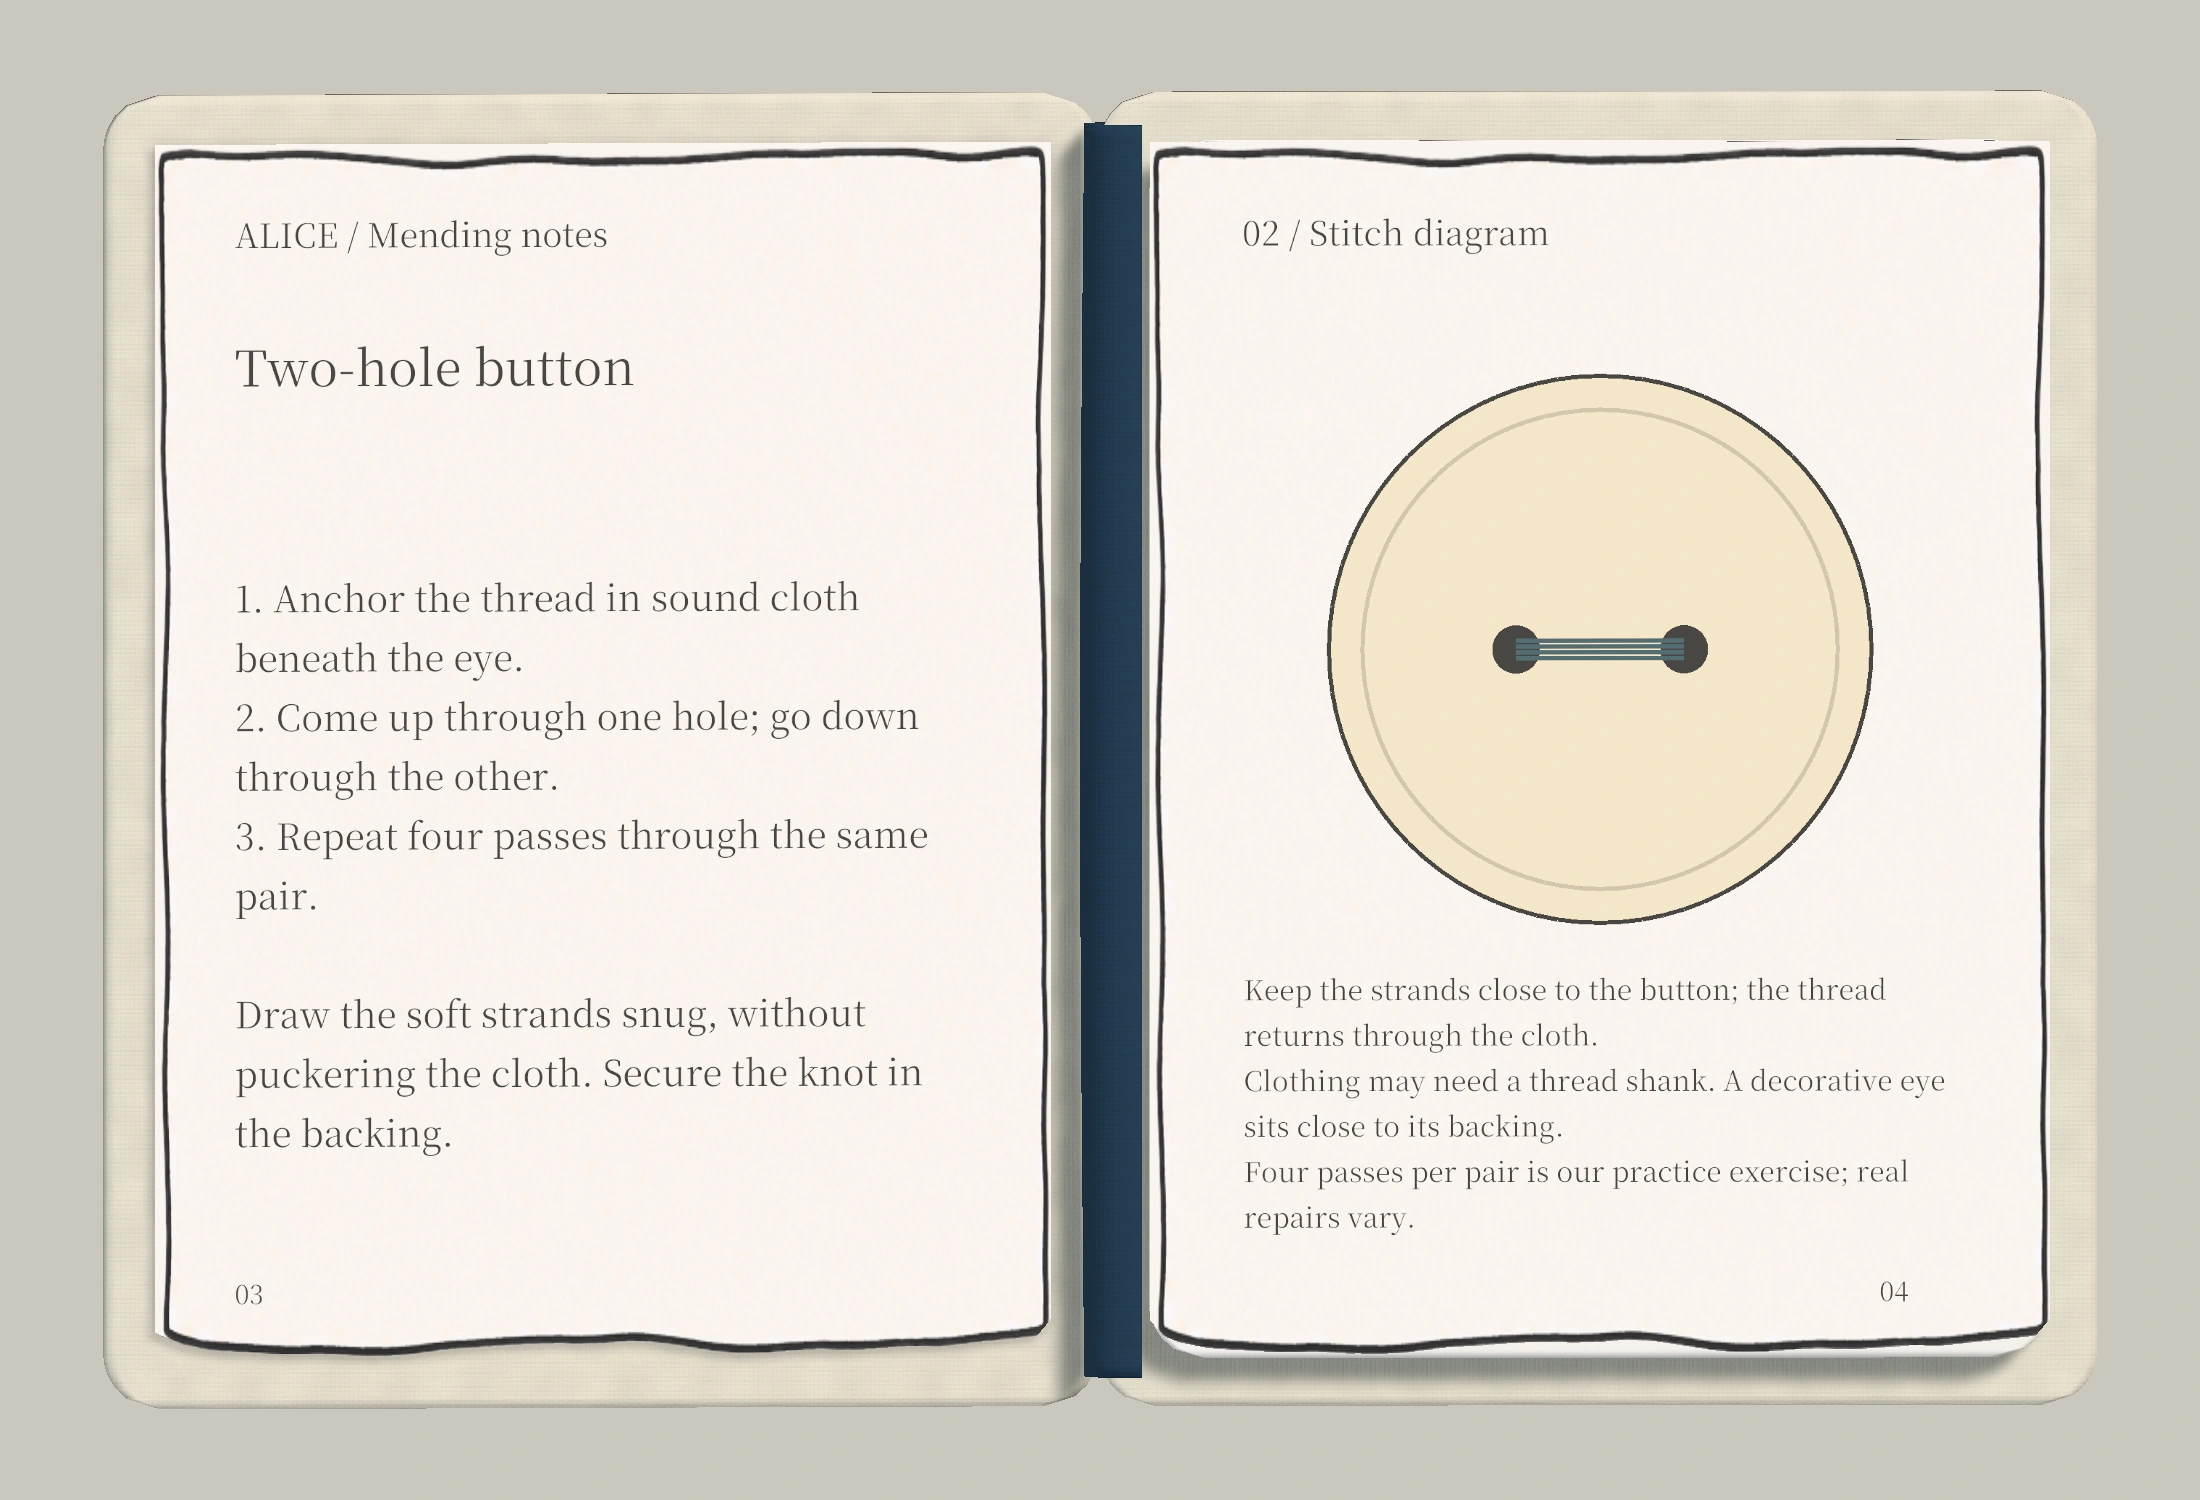 ALICE / Mending notes
Two-hole button
1. Anchor the thread in sound cloth
beneath the eye.
2. Come up through one hole; go down
through the other.
3. Repeat four passes through the same
pair.
Draw the soft strands snug, without
puckering the cloth. Secure the knot in
the backing.
03
02 / Stitch diagram
Keep the strands close to the button; the thread
returns through the cloth.
Clothing may need a thread shank. A decorative eye
sits close to its backing.
Four passes per pair is our practice exercise; real
repairs vary.
04